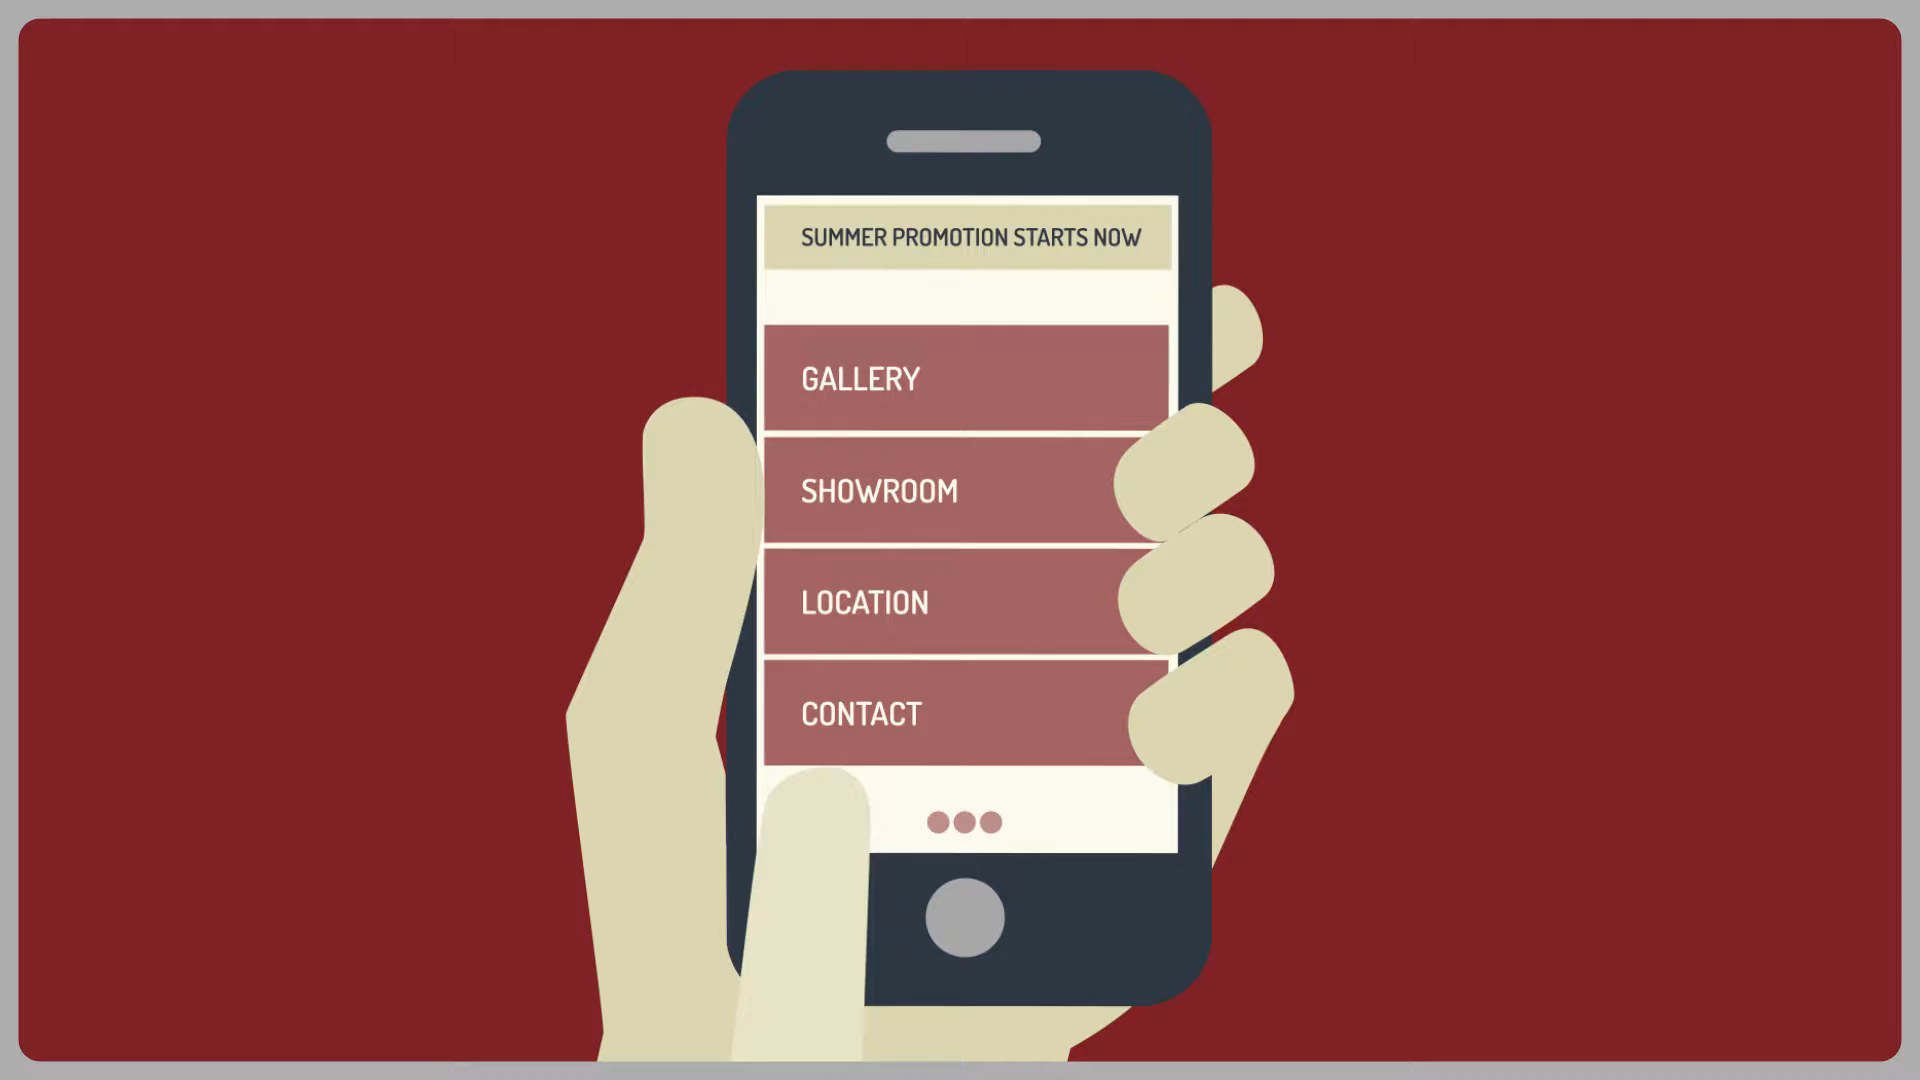 SUMMER PROMOTION STARTS NOW
GALLERY
SHOWROOM
LOCATION
CONTACT